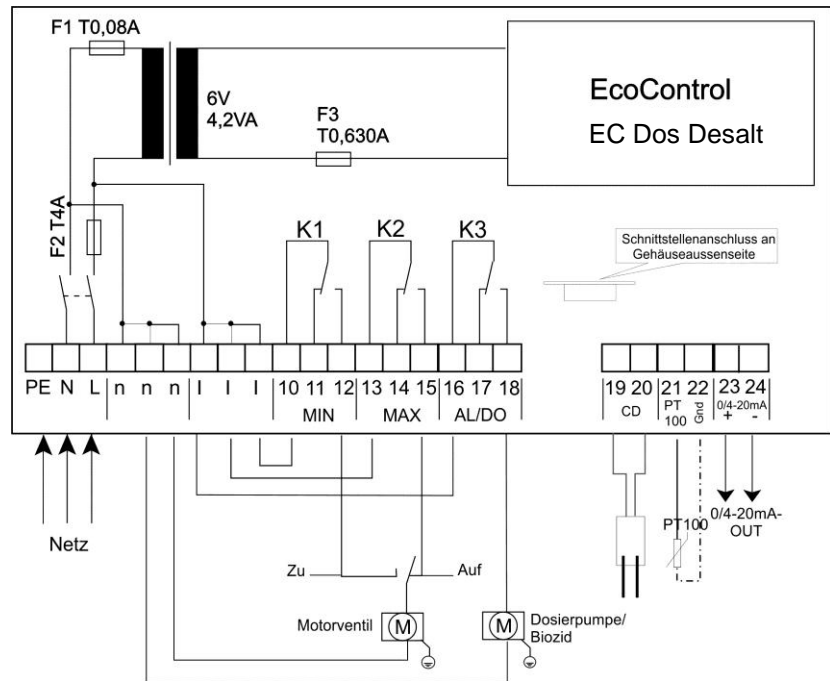 F1 T0,08A
6V
4,2VA
F3
T0,630A
EcoControl
EC Dos Desalt
F2 T4A
K1
K2
K3
Schnittstellenanschluss an
Gehäuseaussenseite
PE N L n n n l l l 10 11 12 13 14 15 16 17 18
MIN MAX AL/DO
19 20 21 22 23 24
CD
PT
100
Gnd
0/4-20mA
+ -
Netz
PT100
0/4-20mA-
OUT
Zu
Auf
Motorventil
M
M
Dosierpumpe/
Biozid